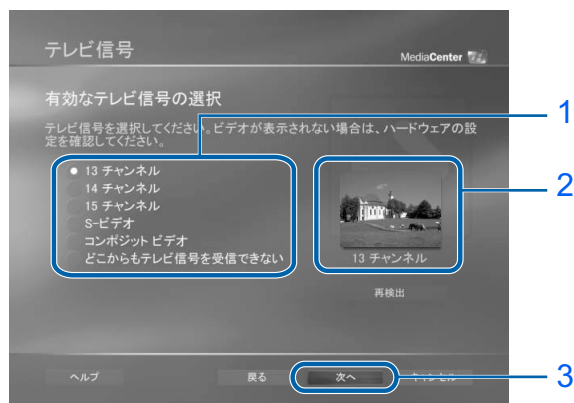 テレビ信号
MediaCenter
有効なテレビ信号の選択
テレビ信号を選択してください。ビデオが表示されない場合は、ハードウェアの設
定を確認してください。
13 チャンネル
14 チャンネル
15 チャンネル
S-ビデオ
コンポジット ビデオ
どこからもテレビ信号を受信できない
13 チャンネル
再検出
ヘルプ
戻る
次へ
キャンセル
1
2
3